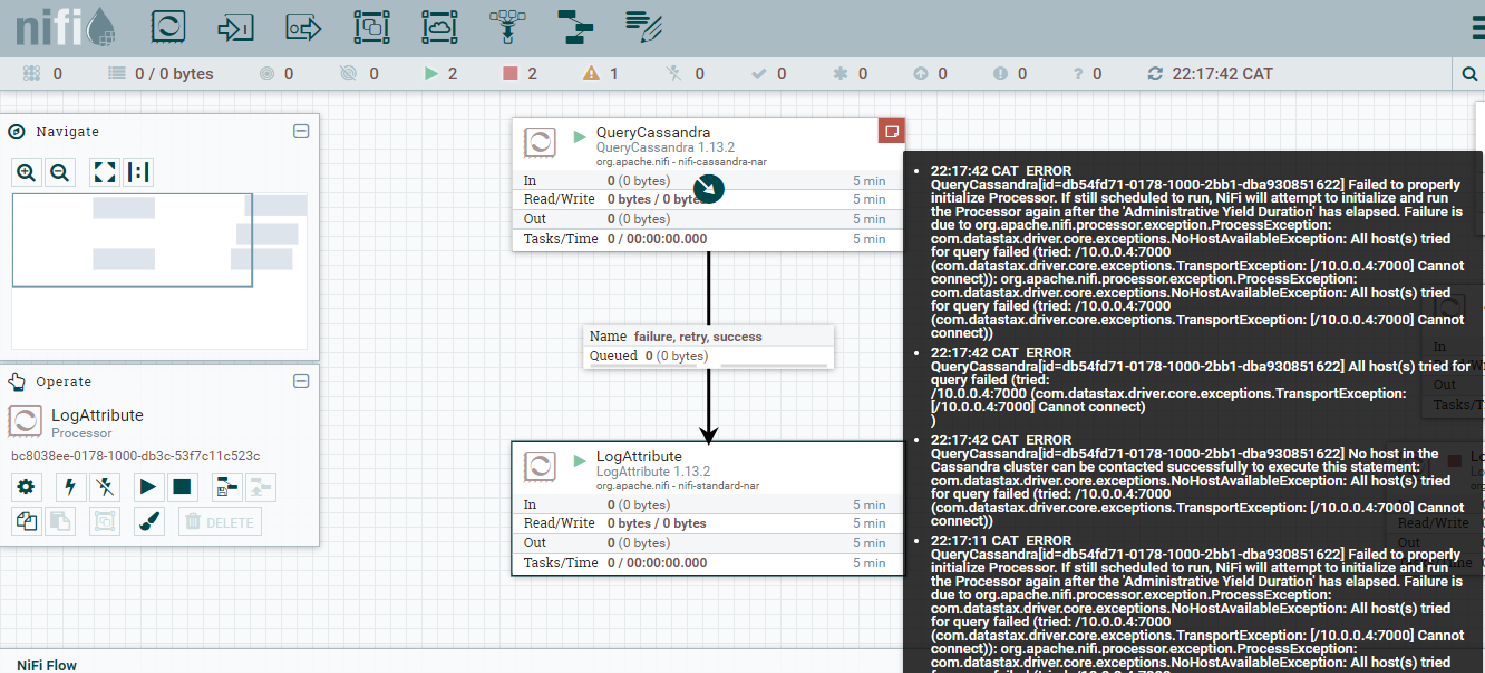 nifi
0
0 / 0 bytes
0
0
2
2
1
0
0
0
0
0
? 0
22:17:42 CAT
Navigate
Operate
LogAttribute
Processor
bc8038ee-0178-1000-db3c-53f7c11c523c
DELETE
NiFi Flow
QueryCassandra
QueryCassandra 1.13.2
org.apache.nifi - nifi-cassandra-nar
In 0 (0 bytes) 5 min
Read/Write 0 bytes / 0 bytes 5 min
Out 0 (0 bytes) 5 min
Tasks/Time 0 / 00:00:00.000 5 min
Name failure, retry, success
Queued 0 (0 bytes)
LogAttribute
LogAttribute 1.13.2
org.apache.nifi - nifi-standard-nar
In 0 (0 bytes) 5 min
Read/Write 0 bytes / 0 bytes 5 min
Out 0 (0 bytes) 5 min
Tasks/Time 0 / 00:00:00.000 5 min
• 22:17:42 CAT ERROR
QueryCassandra[id=db54fd71-0178-1000-2bb1-dba930851622] Failed to properly
initialize Processor. If still scheduled to run, NiFi will attempt to initialize and run
the Processor again after the 'Administrative Yield Duration' has elapsed. Failure is
due to org.apache.nifi.processor.exception.ProcessException:
com.datastax.driver.core.exceptions.NoHostAvailableException: All host(s) tried
for query failed (tried: /10.0.0.4:7000
(com.datastax.driver.core.exceptions.TransportException: [/10.0.0.4:7000] Cannot
connect)): org.apache.nifi.processor.exception.ProcessException:
com.datastax.driver.core.exceptions.NoHostAvailableException: All host(s) tried
for query failed (tried: /10.0.0.4:7000
(com.datastax.driver.core.exceptions.TransportException: [/10.0.0.4:7000] Cannot
connect))
• 22:17:42 CAT ERROR
QueryCassandra[id=db54fd71-0178-1000-2bb1-dba930851622] All host(s) tried for
query failed (tried:
/10.0.0.4:7000 (com.datastax.driver.core.exceptions.TransportException:
[/10.0.0.4:7000] Cannot connect)
)
• 22:17:42 CAT ERROR
QueryCassandra[id=db54fd71-0178-1000-2bb1-dba930851622] No host in the
Cassandra cluster can be contacted successfully to execute this statement:
com.datastax.driver.core.exceptions.NoHostAvailableException: All host(s) tried
for query failed (tried: /10.0.0.4:7000
(com.datastax.driver.core.exceptions.TransportException: [/10.0.0.4:7000] Cannot
connect))
• 22:17:11 CAT ERROR
QueryCassandra[id=db54fd71-0178-1000-2bb1-dba930851622] Failed to properly
initialize Processor. If still scheduled to run, NiFi will attempt to initialize and run
the Processor again after the 'Administrative Yield Duration' has elapsed. Failure is
due to org.apache.nifi.processor.exception.ProcessException:
com.datastax.driver.core.exceptions.NoHostAvailableException: All host(s) tried
for query failed (tried: /10.0.0.4:7000
(com.datastax.driver.core.exceptions.TransportException: [/10.0.0.4:7000] Cannot
connect)): org.apache.nifi.processor.exception.ProcessException:
com.datastax.driver.core.exceptions.NoHostAvailableException: All host(s) tried
In
Out
Tasks/T
Read/Write
Out